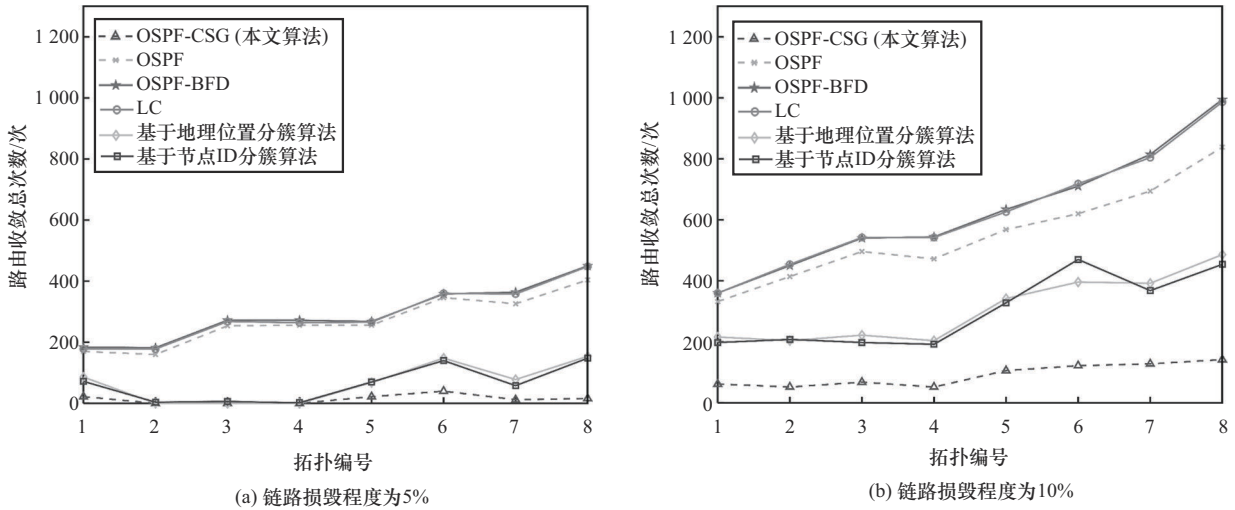 1 200
1 000
800
600
400
200
0
路由收敛总次数/次
OSPF-CSG (本文算法)
OSPF
OSPF-BFD
LC
基于地理位置分簇算法
基于节点ID分簇算法
1 2 3 4 5 6 7 8
拓扑编号
(a) 链路损毁程度为5%
1 200
1 000
800
600
400
200
0
路由收敛总次数/次
OSPF-CSG (本文算法)
OSPF
OSPF-BFD
LC
基于地理位置分簇算法
基于节点ID分簇算法
1 2 3 4 5 6 7 8
拓扑编号
(b) 链路损毁程度为10%